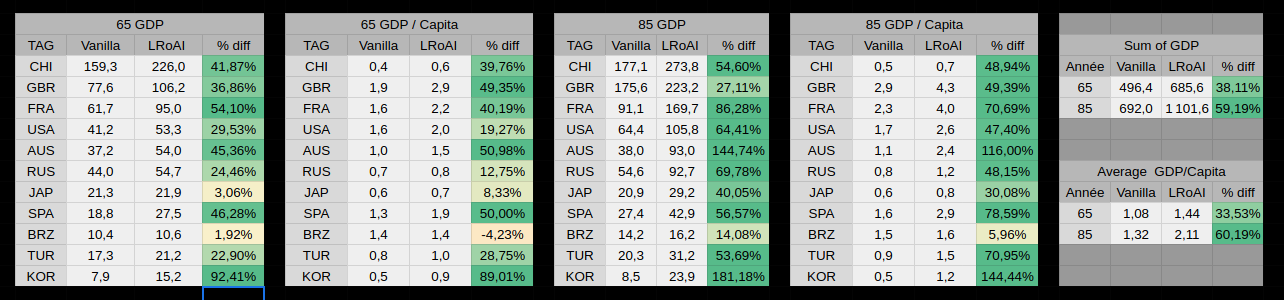 65 GDP
TAG Vanilla LRoAI % diff
CHI 159,3 226,0 41,87%
GBR 77,6 106,2 36,86%
FRA 61,7 95,0 54,10%
USA 41,2 53,3 29,53%
AUS 37,2 54,0 45,36%
RUS 44,0 54,7 24,46%
JAP 21,3 21,9 3,06%
SPA 18,8 27,5 46,28%
BRZ 10,4 10,6 1,92%
TUR 17,3 21,2 22,90%
KOR 7,9 15,2 92,41%
65 GDP / Capita
TAG Vanilla LRoAI % diff
CHI 0,4 0,6 39,76%
GBR 1,9 2,9 49,35%
FRA 1,6 2,2 40,19%
USA 1,6 2,0 19,27%
AUS 1,0 1,5 50,98%
RUS 0,7 0,8 12,75%
JAP 0,6 0,7 8,33%
SPA 1,3 1,9 50,00%
BRZ 1,4 1,4 -4,23%
TUR 0,8 1,0 28,75%
KOR 0,5 0,9 89,01%
85 GDP
TAG Vanilla LRoAI % diff
CHI 177,1 273,8 54,60%
GBR 175,6 223,2 27,11%
FRA 91,1 169,7 86,28%
USA 64,4 105,8 64,41%
AUS 38,0 93,0 144,74%
RUS 54,6 92,7 69,78%
JAP 20,9 29,2 40,05%
SPA 27,4 42,9 56,57%
BRZ 14,2 16,2 14,08%
TUR 20,3 31,2 53,69%
KOR 8,5 23,9 181,18%
85 GDP / Capita
TAG Vanilla LRoAI % diff
CHI 0,5 0,7 48,94%
GBR 2,9 4,3 49,39%
FRA 2,3 4,0 70,69%
USA 1,7 2,6 47,40%
AUS 1,1 2,4 116,00%
RUS 0,8 1,2 48,15%
JAP 0,6 0,8 30,08%
SPA 1,6 2,9 78,59%
BRZ 1,5 1,6 5,96%
TUR 0,9 1,5 70,95%
KOR 0,5 1,2 144,44%
Sum of GDP
Année Vanilla LRoAI % diff
65 496,4 685,6 38,11%
85 692,0 1 101,6 59,19%
Average GDP/Capita
Année Vanilla LRoAI % diff
65 1,08 1,44 33,53%
85 1,32 2,11 60,19%